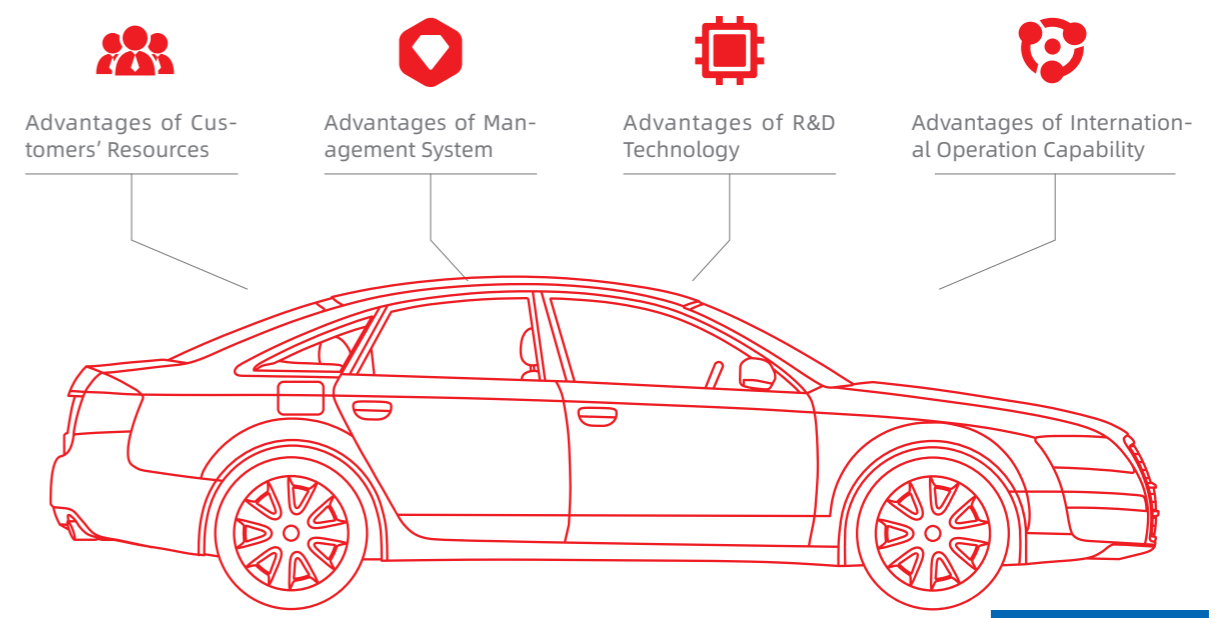 Advantages of Cus-
tomers’ Resources
Advantages of Man-
agement System
Advantages of R&D
Technology
Advantages of Internation-
al Operation Capability